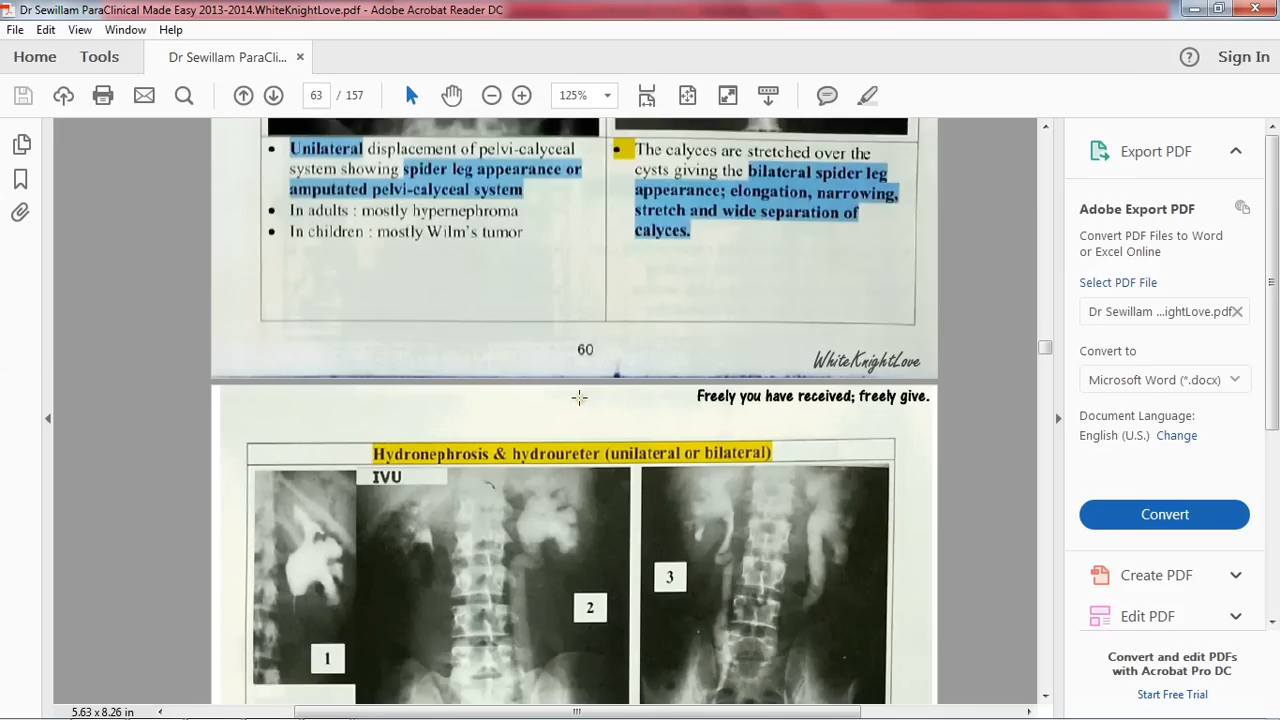 Dr Sewillam ParaClinical Made Easy 2013-2014.WhiteKnightLove.pdf - Adobe Acrobat Reader DC
File Edit View Window Help
Home Tools Dr Sewillam ParaCli... × Sign In
63 / 157 125%
Unilateral displacement of pelvi-calyceal
system showing spider leg appearance or
amputated pelvi-calyceal system
• In adults : mostly hypernephroma
• In children : mostly Wilm's tumor
• The calyces are stretched over the
cysts giving the bilateral spider leg
appearance; elongation, narrowing,
stretch and wide separation of
calyces.
60
WhiteKnightLove
Freely you have received; freely give.
Hydronephrosis & hydroureter (unilateral or bilateral)
IVU
1
2
3
5.63 x 8.26 in
Export PDF
Adobe Export PDF
Convert PDF Files to Word
or Excel Online
Select PDF File
Dr Sewillam ...ightLove.pdf
Convert to
Microsoft Word (*.docx)
Document Language:
English (U.S.) Change
Convert
Create PDF
Edit PDF
Convert and edit PDFs
with Acrobat Pro DC
Start Free Trial